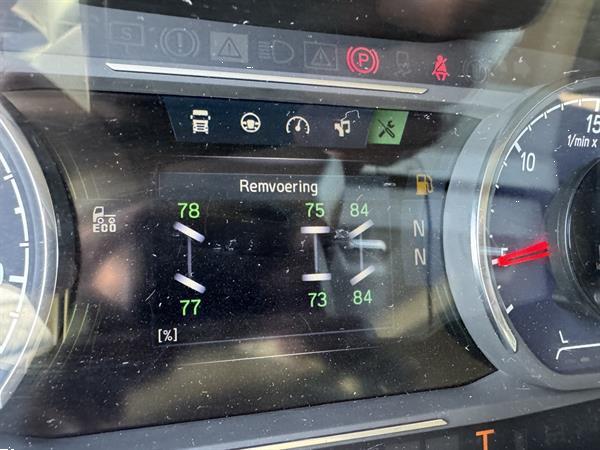 S
P
15
1/min x
10
Remvoering
ECO
78 75 84
N
N
77 73 84
[%]
L
T